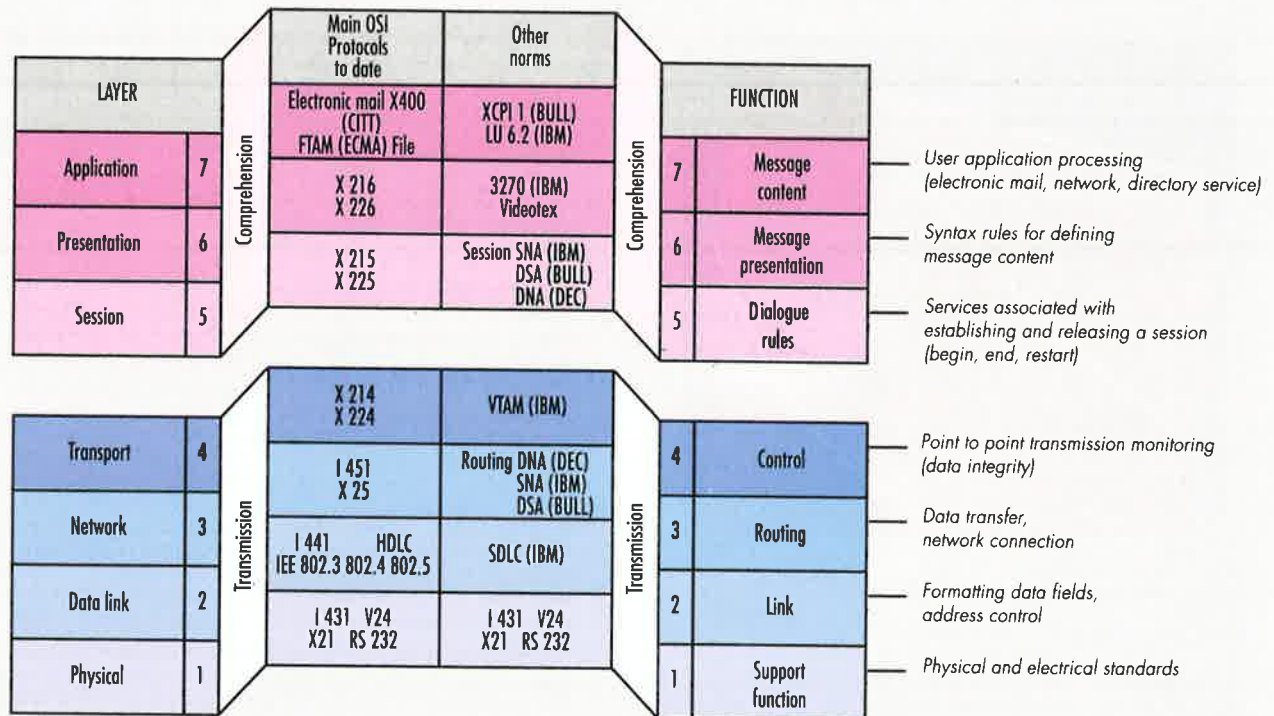 LAYER
Application 7
Presentation 6
Session 5
Transport 4
Network 3
Data link 2
Physical 1
Comprehension
Transmission
Main OSI
Protocols
to date
Other
norms
Electronic mail X400
(CITT)
FTAM (ECMA) File
XCPI 1 (BULL)
LU 6.2 (IBM)
X 216
X 226
3270 (IBM)
Videotex
X 215
X 225
Session SNA (IBM)
DSA (BULL)
DNA (DEC)
X 214
X 224
VTAM (IBM)
I 451
X 25
Routing DNA (DEC)
SNA (IBM)
DSA (BULL)
I 441 HDLC
IEE 802.3 802.4 802.5
SDLC (IBM)
I 431 V24
X21 RS 232
I 431 V24
X21 RS 232
Comprehension
Transmission
FUNCTION
7 Message
content
User application processing
(electronic mail, network, directory service)
6 Message
presentation
Syntax rules for defining
message content
5 Dialogue
rules
Services associated with
establishing and releasing a session
(begin, end, restart)
4 Control
Point to point transmission monitoring
(data integrity)
3 Routing
Data transfer,
network connection
2 Link
Formatting data fields,
address control
1 Support
function
Physical and electrical standards